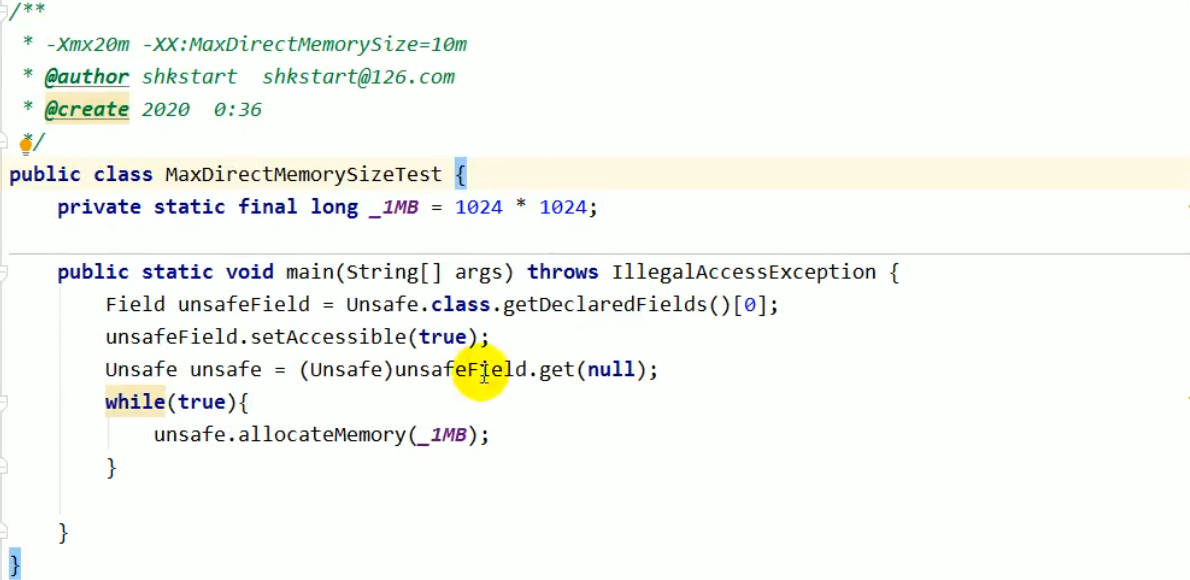 /**
 * -Xmx20m -XX:MaxDirectMemorySize=10m
 * @author shkstart  shkstart@126.com
 * @create 2020  0:36
 */
public class MaxDirectMemorySizeTest {
    private static final long _1MB = 1024 * 1024;
    public static void main(String[] args) throws IllegalAccessException {
        Field unsafeField = Unsafe.class.getDeclaredFields()[0];
        unsafeField.setAccessible(true);
        Unsafe unsafe = (Unsafe)unsafeField.get(null);
        while(true){
            unsafe.allocateMemory(_1MB);
        }
    }
}